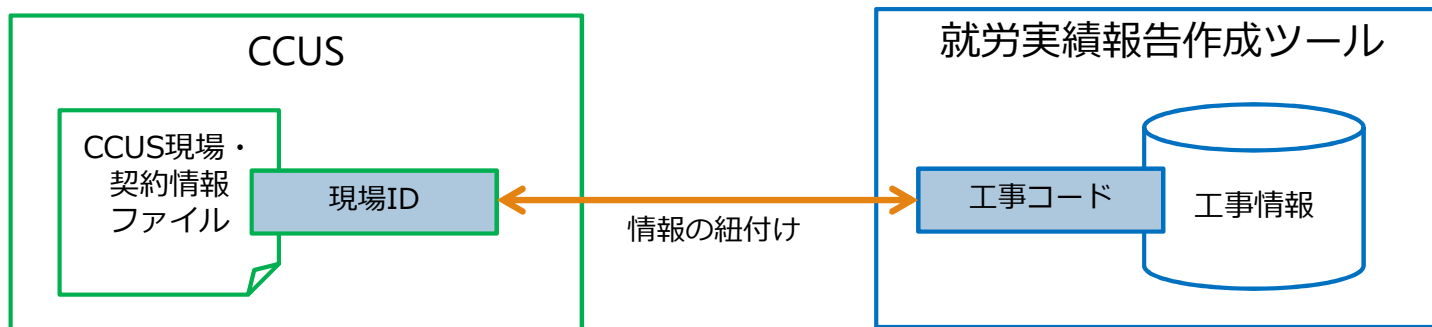 CCUS
CCUS現場・
契約情報
ファイル
現場ID
情報の紐付け
就労実績報告作成ツール
工事コード
工事情報